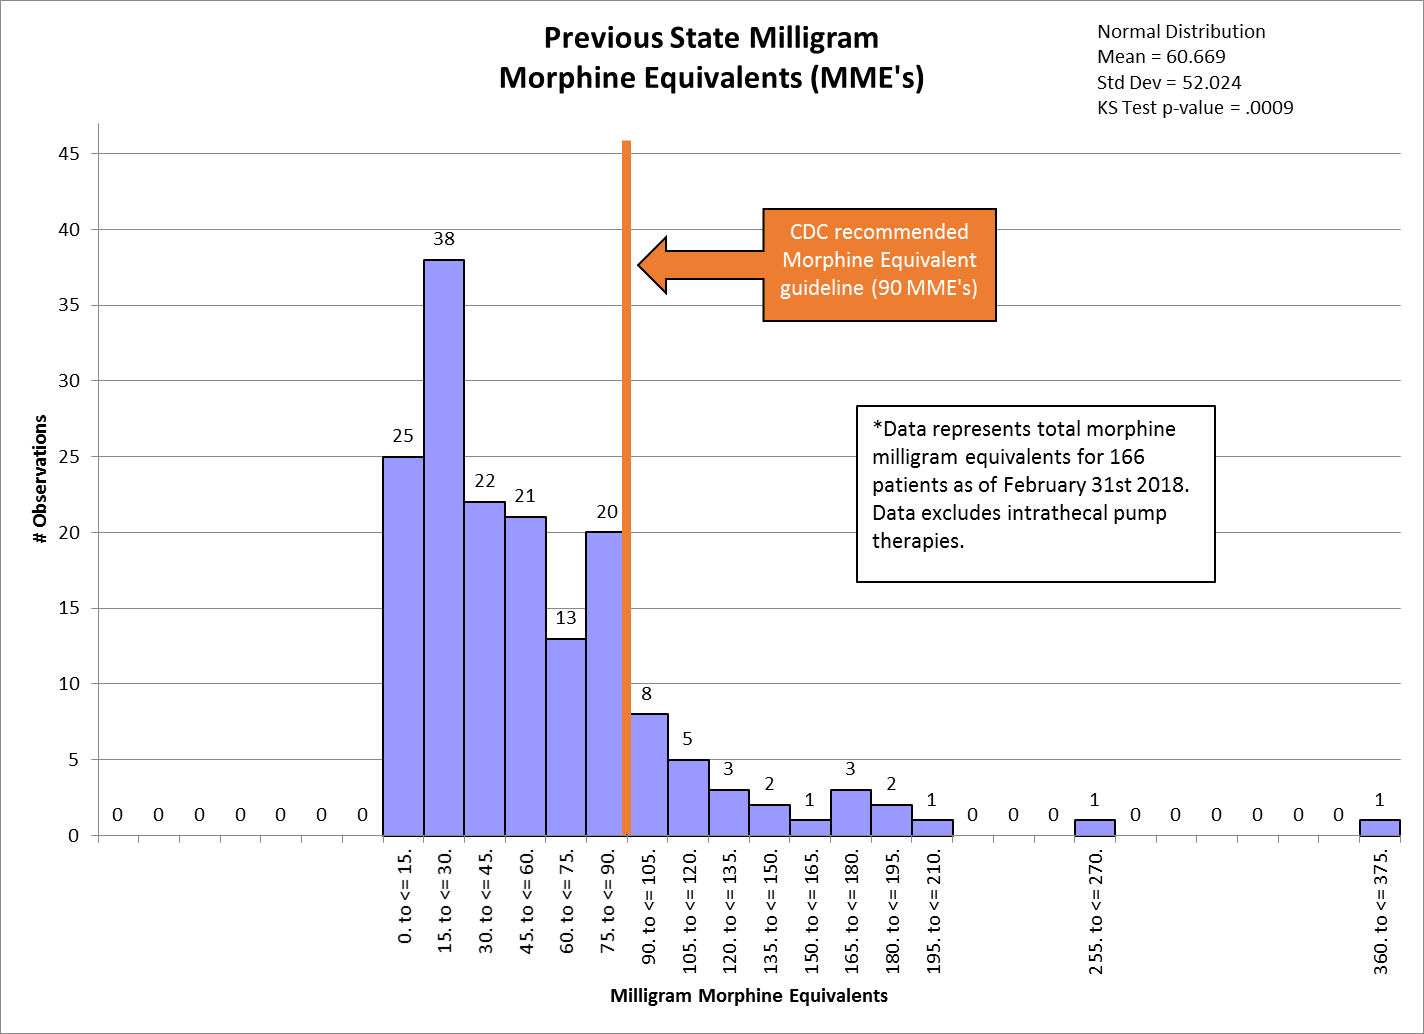 Previous State Milligram
Morphine Equivalents (MME's)
Normal Distribution
Mean = 60.669
Std Dev = 52.024
KS Test p-value = .0009
45
40
35
30
25
20
15
10
5
0
# Observations
CDC recommended
Morphine Equivalent
guideline (90 MME's)
*Data represents total morphine
milligram equivalents for 166
patients as of February 31st 2018.
Data excludes intrathecal pump
therapies.
0 0 0 0 0 0 0 25 38 22 21 13 20 8 5 3 2 1 3 2 1 0 0 0 1 0 0 0 0 0 0 1
0. to <= 15.
15. to <= 30.
30. to <= 45.
45. to <= 60.
60. to <= 75.
75. to <= 90.
90. to <= 105.
105. to <= 120.
120. to <= 135.
135. to <= 150.
150. to <= 165.
165. to <= 180.
180. to <= 195.
195. to <= 210.
255. to <= 270.
360. to <= 375.
Milligram Morphine Equivalents